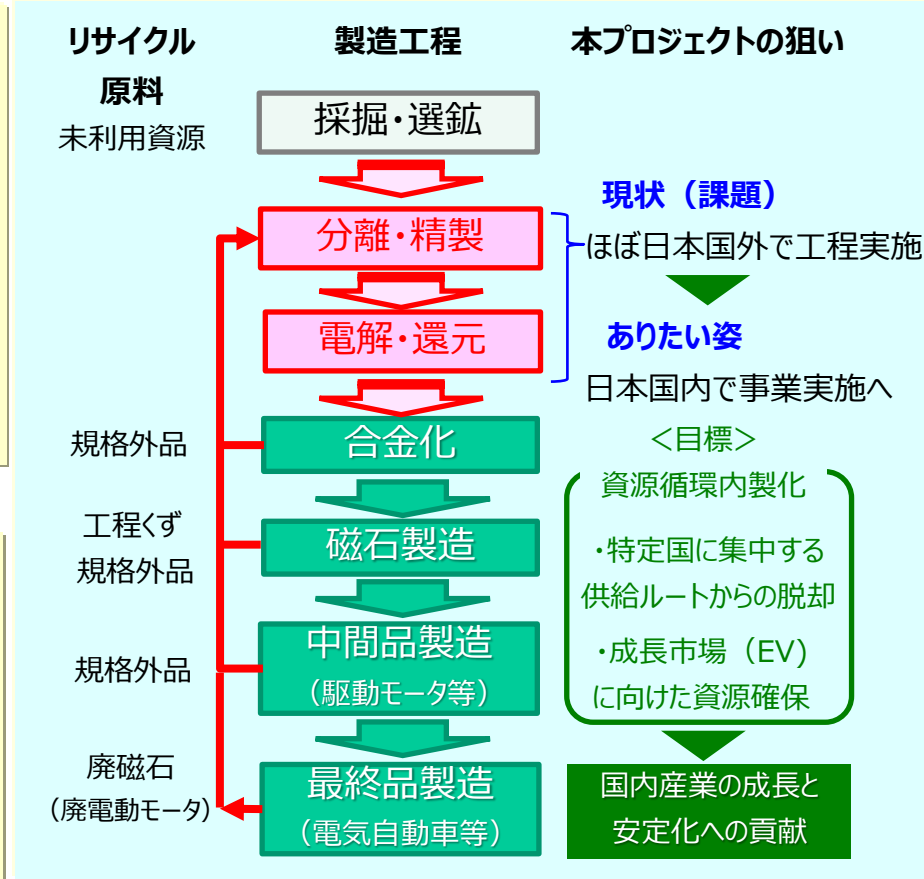 リサイクル
原料
未利用資源
規格外品
工程くず
規格外品
規格外品
廃磁石
（廃電動モータ）
製造工程
採掘・選鉱
分離・精製
電解・還元
合金化
磁石製造
中間品製造
（駆動モータ等）
最終品製造
（電気自動車等）
本プロジェクトの狙い
現状（課題）
ほぼ日本国外で工程実施
ありたい姿
日本国内で事業実施へ
＜目標＞
資源循環内製化
・特定国に集中する
供給ルートからの脱却
・成長市場（EV)
に向けた資源確保
国内産業の成長と
安定化への貢献